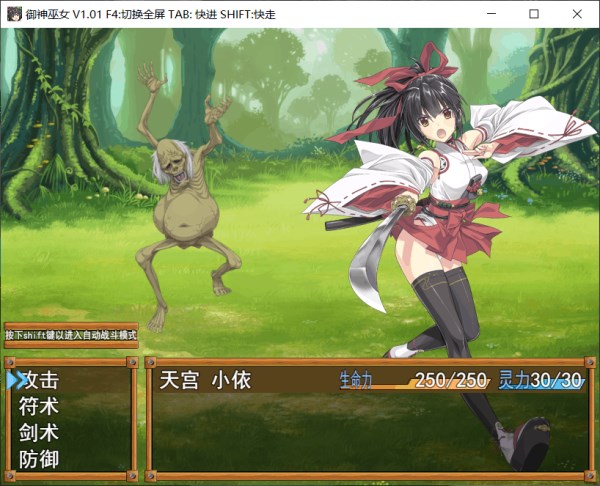 御神巫女 V1.01 F4:切换全屏 TAB: 快进 SHIFT:快走
按下shift键以进入自动战斗模式
攻击
符术
剑术
防御
天宫 小依 生命力 250/250 灵力 30/30